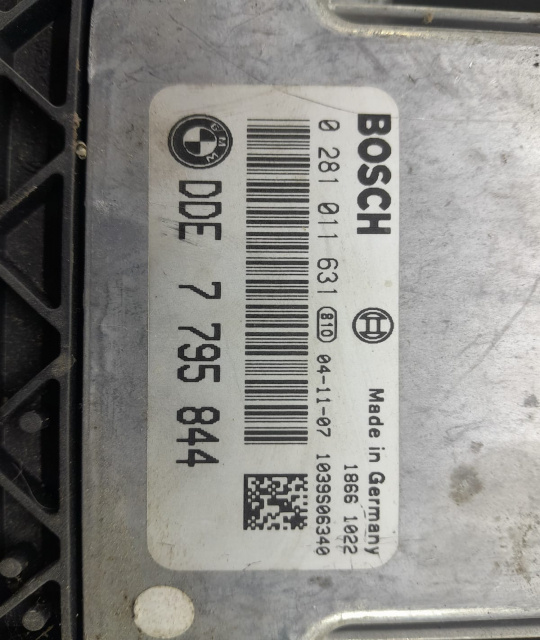 BOSCH
Made in Germany
1866 1022
0 281 011 631 810 04-11-07 1039S06340
BMW DDE 7 795 844